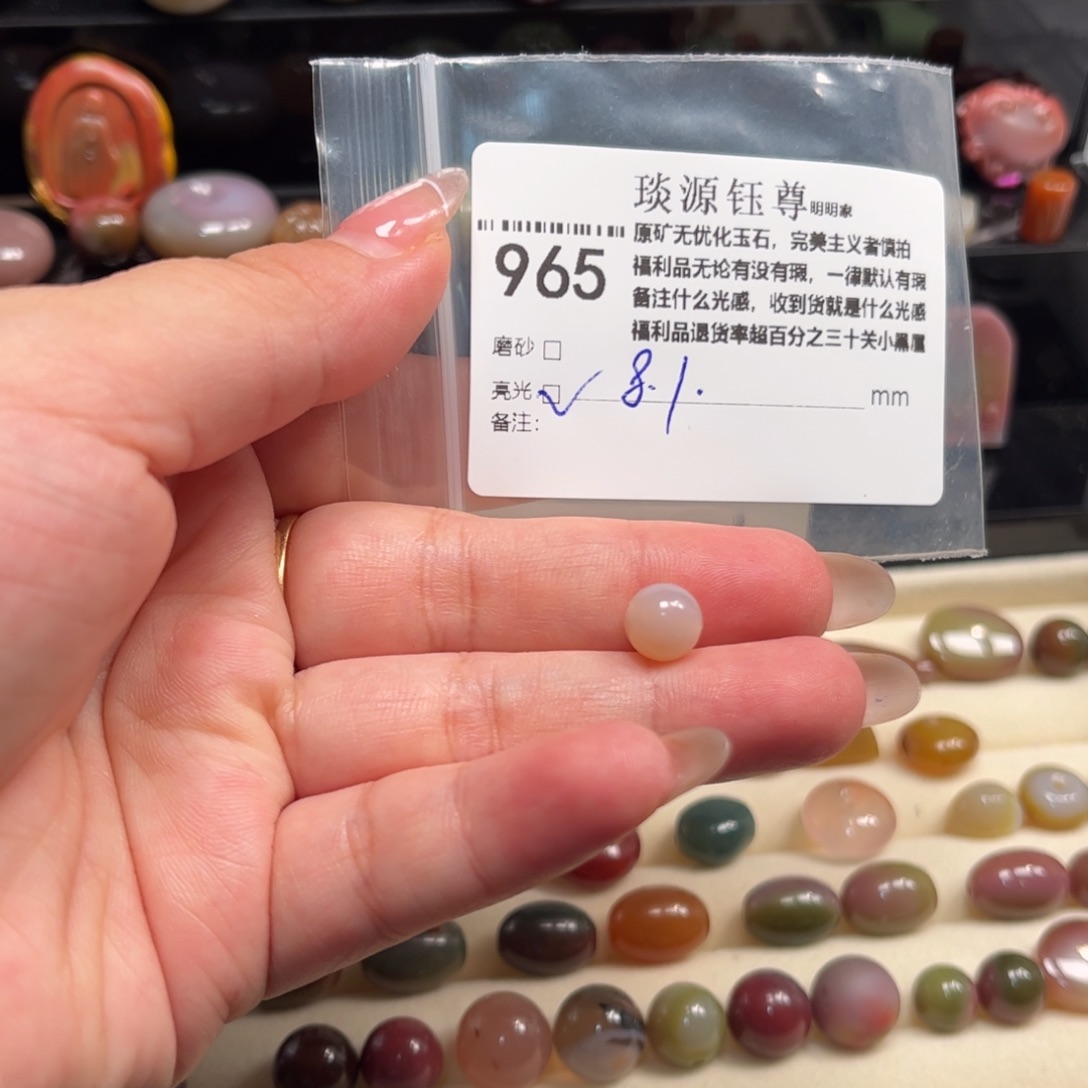 琰源钰尊明明家
965
原矿无优化玉石，完美主义者慎拍
福利品无论有没有瑕，一律默认有瑕
备注什么光感，收到货就是什么光感
福利品退货率超百分之三十关小黑屋
磨砂 □
亮光 □ ✓ 8.1. mm
备注：